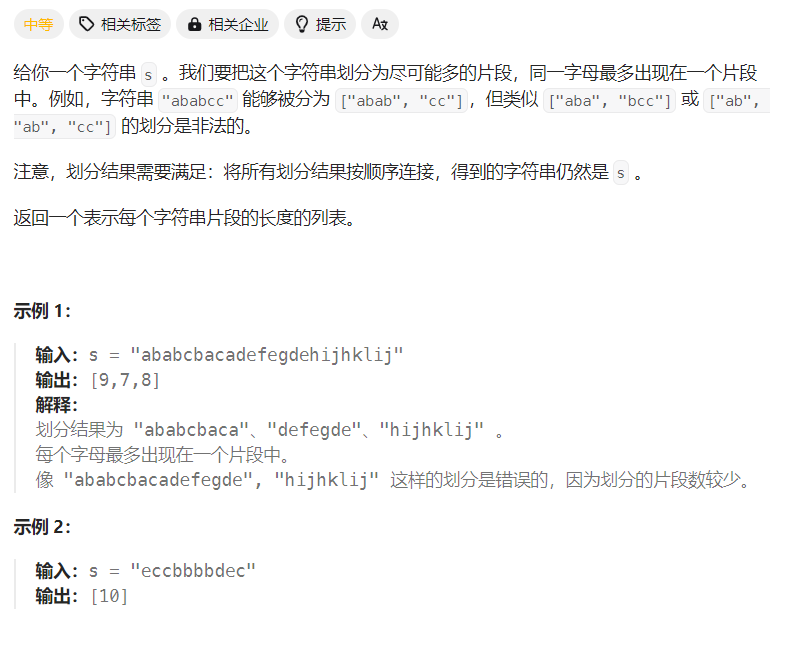 中等 相关标签 相关企业 提示 A文
给你一个字符串 s 。我们要把这个字符串划分为尽可能多的片段，同一字母最多出现在一个片段
中。例如，字符串 "ababcc" 能够被分为 ["abab", "cc"]，但类似 ["aba", "bcc"] 或 ["ab",
"ab", "cc"] 的划分是非法的。
注意，划分结果需要满足：将所有划分结果按顺序连接，得到的字符串仍然是 s 。
返回一个表示每个字符串片段的长度的列表。
示例 1：
输入：s = "ababcbacadefegdehijhklij"
输出：[9,7,8]
解释：
划分结果为 "ababcbaca"、"defegde"、"hijhklij" 。
每个字母最多出现在一个片段中。
像 "ababcbacadefegde", "hijhklij" 这样的划分是错误的，因为划分的片段数较少。
示例 2：
输入：s = "eccbbbbdec"
输出：[10]